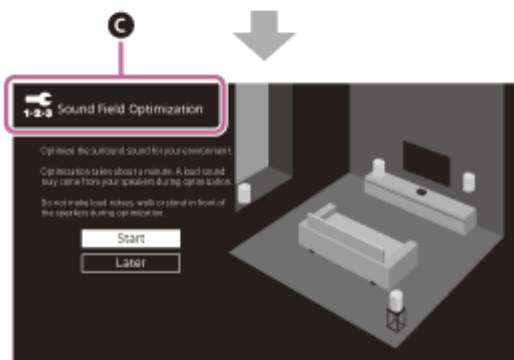 C
1-2-3 Sound Field Optimization
Optimize the surround sound for your environment.
Optimization takes about a minute. A loud sound
may come from your speakers during optimization.
Do not make loud noises, walk or stand in front of
the speakers during optimization.
Start
Later